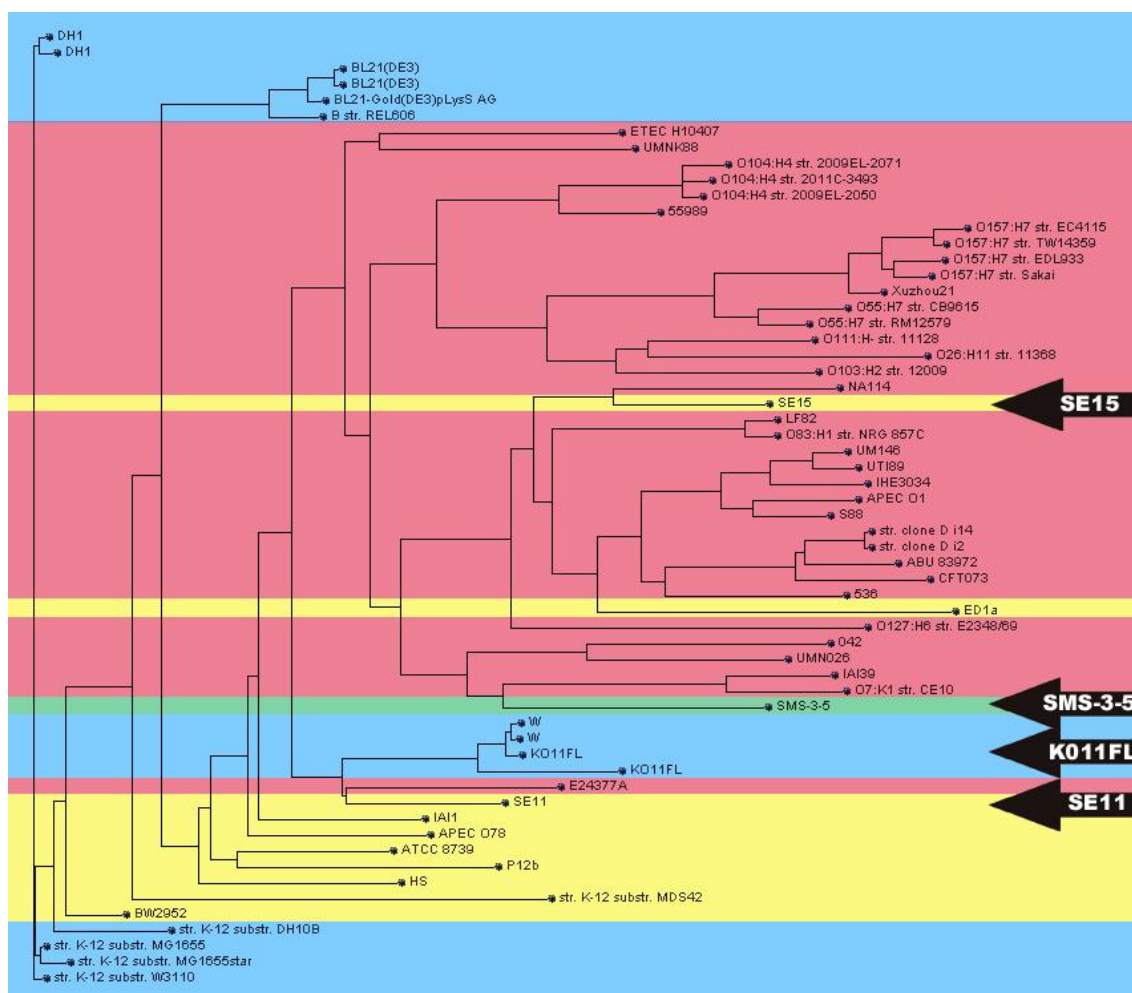 DH1
DH1
BL21(DE3)
BL21(DE3)
BL21-Gold(DE3)pLysS AG
B str. REL606
ETEC H10407
UMNK88
O104:H4 str. 2009EL-2071
O104:H4 str. 2011C-3493
O104:H4 str. 2009EL-2050
55989
O157:H7 str. EC4115
O157:H7 str. TW14359
O157:H7 str. EDL933
O157:H7 str. Sakai
Xuzhou21
O55:H7 str. CB9615
O55:H7 str. RM12579
O111:H- str. 11128
O26:H11 str. 11368
O103:H2 str. 12009
NA114
SE15
SE15
LF82
O83:H1 str. NRG 857C
UM146
UTI89
IHE3034
APEC O1
S88
str. clone D i14
str. clone D i2
ABU 83972
CFT073
536
ED1a
O127:H6 str. E2348/69
042
UMN026
IAI39
O7:K1 str. CE10
SMS-3-5
SMS-3-5
W
W
KO11FL
K011FL
KO11FL
E24377A
SE11
SE11
IAI1
APEC O78
ATCC 8739
P12b
HS
str. K-12 substr. MDS42
BW2952
str. K-12 substr. DH10B
str. K-12 substr. MG1655
str. K-12 substr. MG1655star
str. K-12 substr. W3110